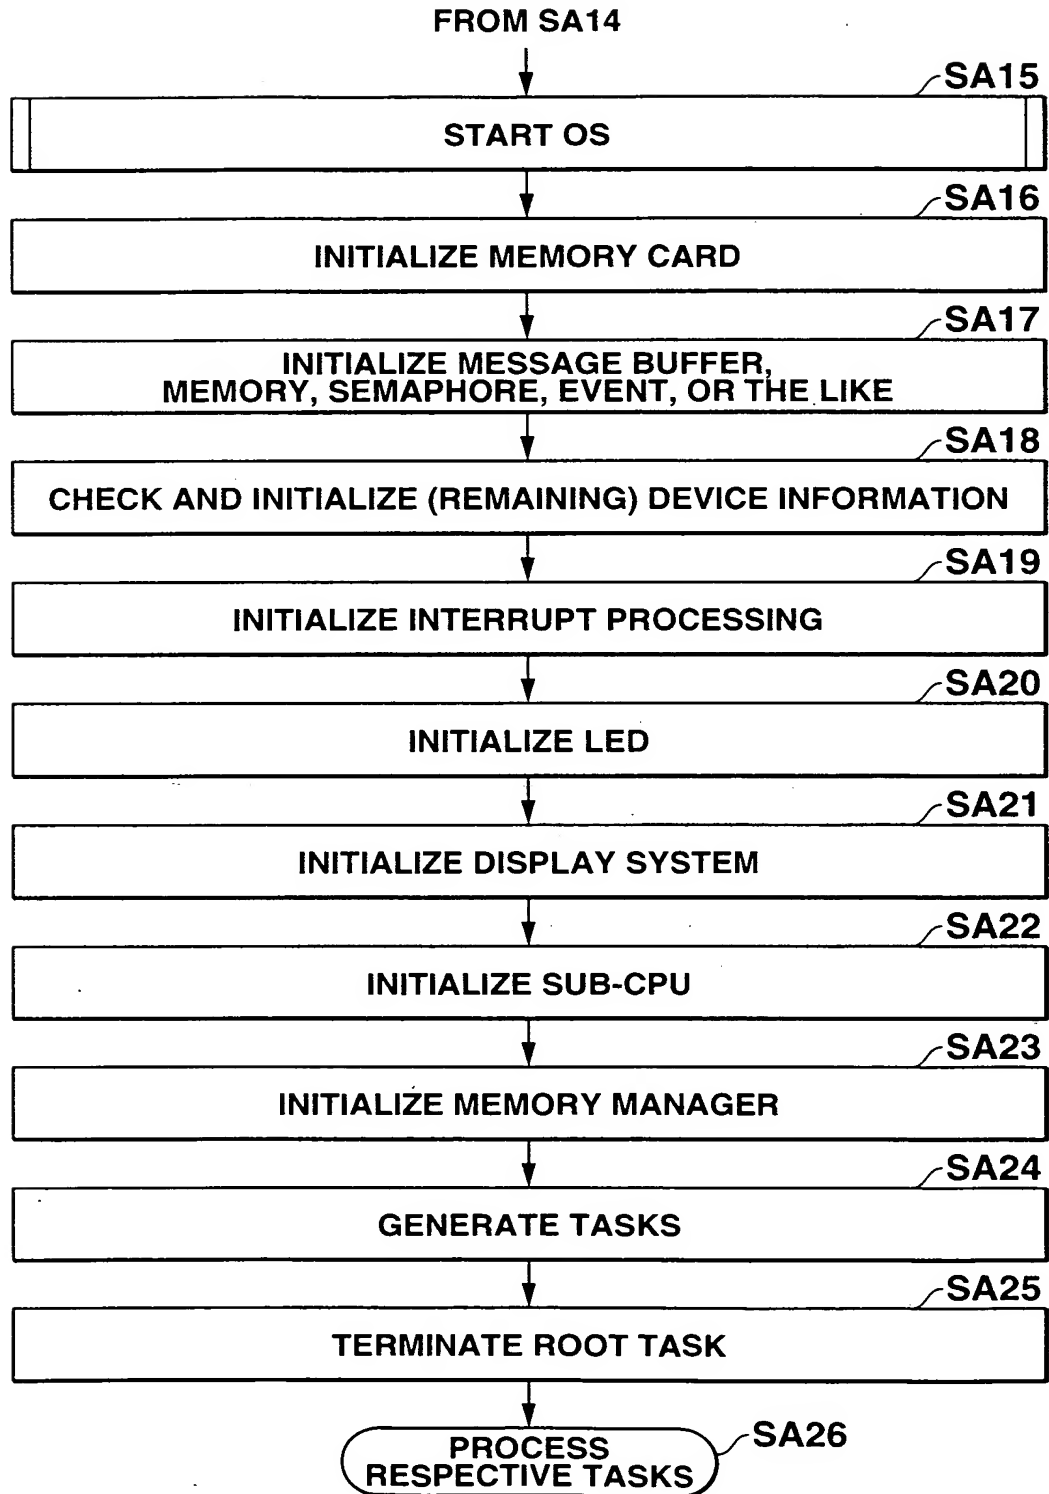 FROM SA14
SA15
START OS
SA16
INITIALIZE MEMORY CARD
SA17
INITIALIZE MESSAGE BUFFER,
MEMORY, SEMAPHORE, EVENT, OR THE LIKE
SA18
CHECK AND INITIALIZE (REMAINING) DEVICE INFORMATION
SA19
INITIALIZE INTERRUPT PROCESSING
SA20
INITIALIZE LED
SA21
INITIALIZE DISPLAY SYSTEM
SA22
INITIALIZE SUB-CPU
SA23
INITIALIZE MEMORY MANAGER
SA24
GENERATE TASKS
SA25
TERMINATE ROOT TASK
SA26
PROCESS
RESPECTIVE TASKS